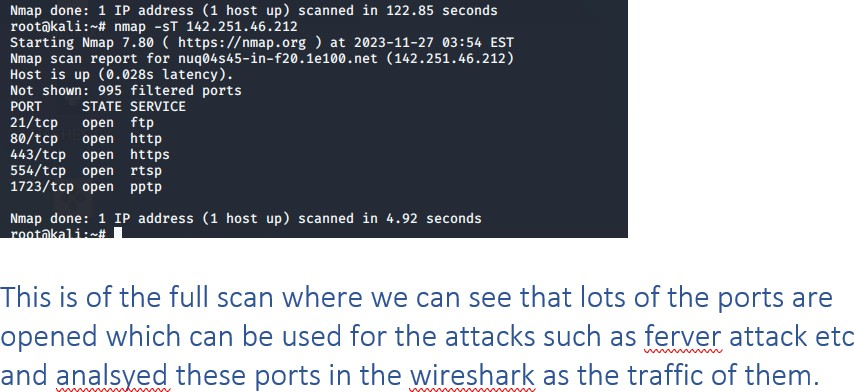 Nmap done: 1 IP address (1 host up) scanned in 122.85 seconds
root@kali:~# nmap -sT 142.251.46.212
Starting Nmap 7.80 ( https://nmap.org ) at 2023-11-27 03:54 EST
Nmap scan report for nuq04s45-in-f20.1e100.net (142.251.46.212)
Host is up (0.028s latency).
Not shown: 995 filtered ports
PORT     STATE SERVICE
21/tcp   open  ftp
80/tcp   open  http
443/tcp  open  https
554/tcp  open  rtsp
1723/tcp open  pptp
Nmap done: 1 IP address (1 host up) scanned in 4.92 seconds
root@kali:~#
This is of the full scan where we can see that lots of the ports are
opened which can be used for the attacks such as ferver attack etc
and analsyed these ports in the wireshark as the traffic of them.